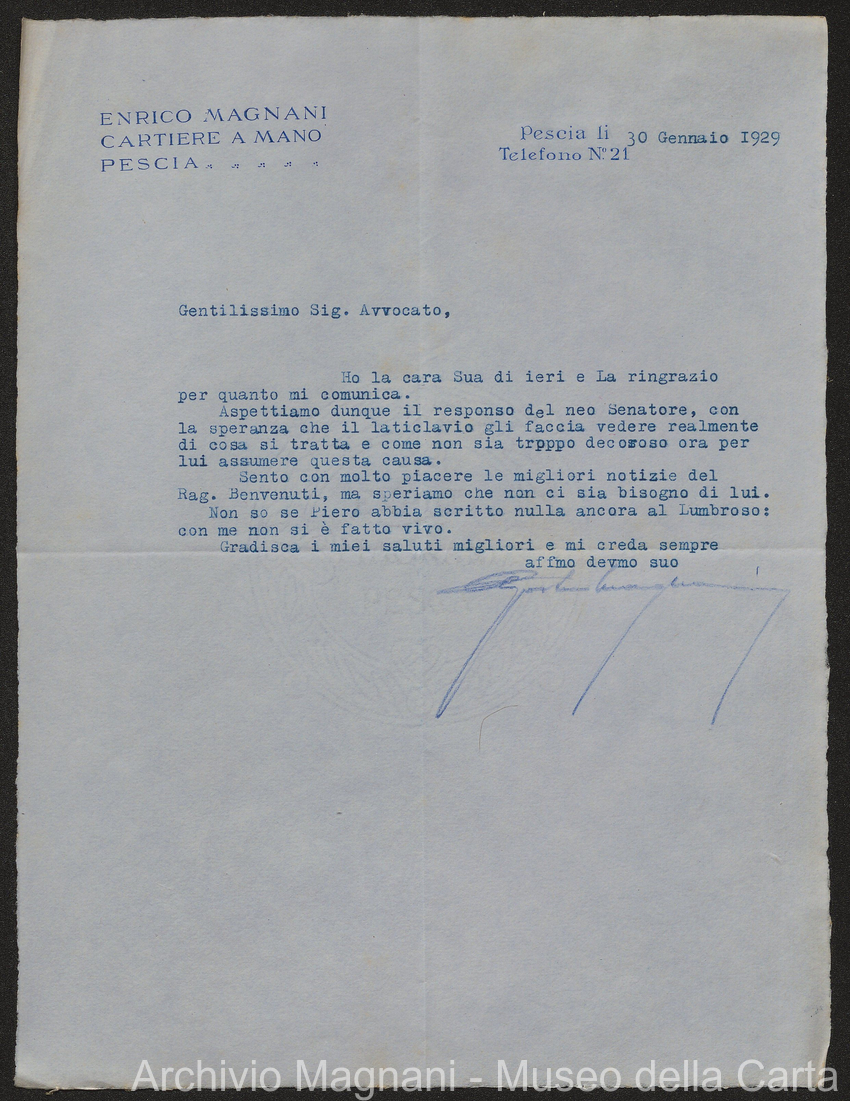 ENRICO MAGNANI
CARTIERE A MANO
PESCIA
Pescia li 30 Gennaio 1929
Telefono N.º 21
Gentilissimo Sig. Avvocato,
Ho la cara Sua di ieri e La ringrazio
per quanto mi comunica.
Aspettiamo dunque il responso del neo Senatore, con
la speranza che il laticlavio gli faccia vedere realmente
di cosa si tratta e come non sia trpppo decoroso ora per
lui assumere questa causa.
Sento con molto piacere le migliori notizie del
Rag. Benvenuti, ma speriamo che non ci sia bisogno di lui.
Non so se Piero abbia scritto nulla ancora al Lumbroso:
con me non si è fatto vivo.
Gradisca i miei saluti migliori e mi creda sempre
affmo devmo suo
Magnani
Archivio Magnani - Museo della Carta